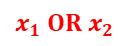 x₁ OR x₂